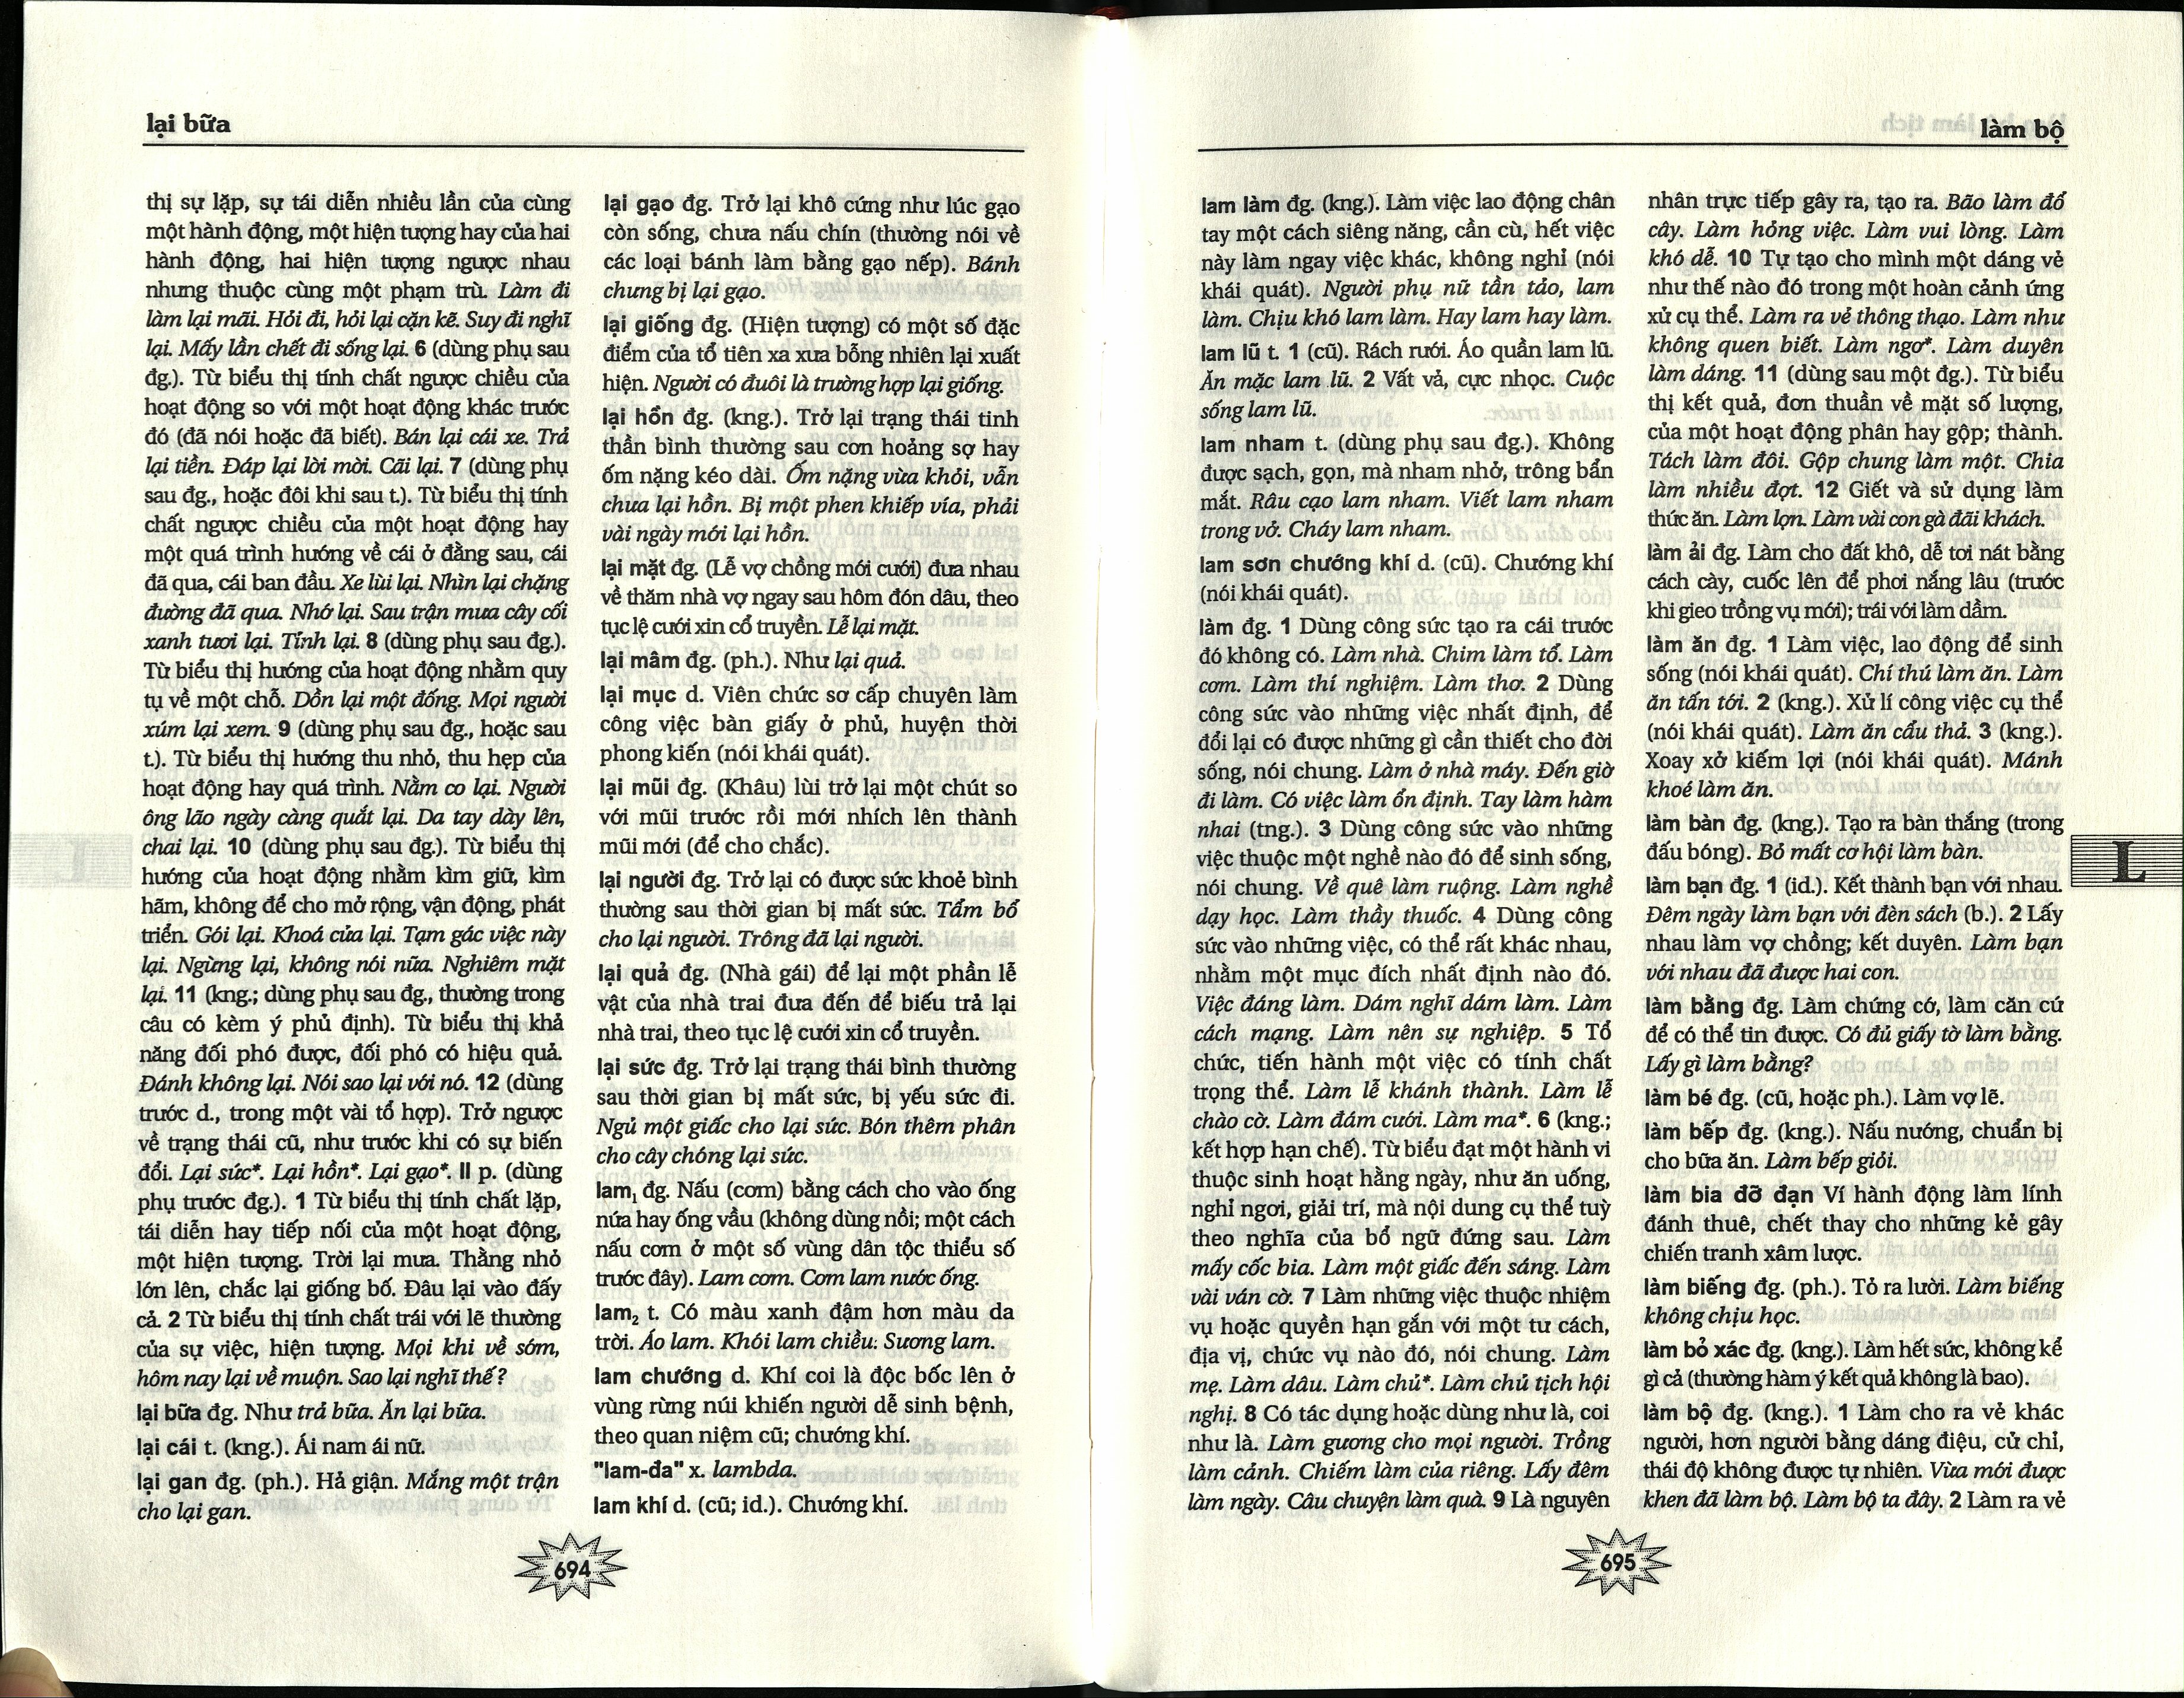 lại bữa
thị sự lặp, sự tái diễn nhiều lần của cùng
một hành động, một hiện tượng hay của hai
hành động, hai hiện tượng ngược nhau
nhưng thuộc cùng một phạm trù. Làm đi
làm lại mãi. Hỏi đi, hỏi lại cặn kẽ. Suy đi nghĩ
lại. Mấy lần chết đi sống lại. 6 (dùng phụ sau
đg.). Từ biểu thị tính chất ngược chiều của
hoạt động so với một hoạt động khác trước
đó (đã nói hoặc đã biết). Bán lại cái xe. Trả
lại tiền. Đáp lại lời mời. Cãi lại. 7 (dùng phụ
sau đg., hoặc đôi khi sau t.). Từ biểu thị tính
chất ngược chiều của một hoạt động hay
một quá trình hướng về cái ở đằng sau, cái
đã qua, cái ban đầu. Xe lùi lại. Nhìn lại chặng
đường đã qua. Nhớ lại. Sau trận mưa cây cối
xanh tươi lại. Tỉnh lại. 8 (dùng phụ sau đg.).
Từ biểu thị hướng của hoạt động nhằm quy
tụ về một chỗ. Dồn lại một đống. Mọi người
xúm lại xem. 9 (dùng phụ sau đg., hoặc sau
t.). Từ biểu thị hướng thu nhỏ, thu hẹp của
hoạt động hay quá trình. Nằm co lại. Người
ông lão ngày càng quắt lại. Da tay dày lên,
chai lại. 10 (dùng phụ sau đg.). Từ biểu thị
hướng của hoạt động nhằm kìm giữ, kìm
hãm, không để cho mở rộng, vận động, phát
triển. Gói lại. Khoá cửa lại. Tạm gác việc này
lại. Ngừng lại, không nói nữa. Nghiêm mặt
lại. 11 (kng.; dùng phụ sau đg., thường trong
câu có kèm ý phủ định). Từ biểu thị khả
năng đối phó được, đối phó có hiệu quả.
Đánh không lại. Nói sao lại với nó. 12 (dùng
trước d., trong một vài tổ hợp). Trở ngược
về trạng thái cũ, như trước khi có sự biến
đổi. Lại sức*. Lại hồn*. Lại gạo*. II p. (dùng
phụ trước đg.). 1 Từ biểu thị tính chất lặp,
tái diễn hay tiếp nối của một hoạt động,
một hiện tượng. Trời lại mưa. Thằng nhỏ
lớn lên, chắc lại giống bố. Đâu lại vào đấy
cả. 2 Từ biểu thị tính chất trái với lẽ thường
của sự việc, hiện tượng. Mọi khi về sớm,
hôm nay lại về muộn. Sao lại nghĩ thế?
lại bữa đg. Như trả bữa. Ăn lại bữa.
lại cái t. (kng.). Ái nam ái nữ.
lại gan đg. (ph.). Hả giận. Mắng một trận
cho lại gan.
lại gạo đg. Trở lại khô cứng như lúc gạo
còn sống, chưa nấu chín (thường nói về
các loại bánh làm bằng gạo nếp). Bánh
chưng bị lại gạo.
lại giống đg. (Hiện tượng) có một số đặc
điểm của tổ tiên xa xưa bỗng nhiên lại xuất
hiện. Người có đuôi là trường hợp lại giống.
lại hồn đg. (kng.). Trở lại trạng thái tinh
thần bình thường sau cơn hoảng sợ hay
ốm nặng kéo dài. Ốm nặng vừa khỏi, vẫn
chưa lại hồn. Bị một phen khiếp vía, phải
vài ngày mới lại hồn.
lại mặt đg. (Lễ vợ chồng mới cưới) đưa nhau
về thăm nhà vợ ngay sau hôm đón dâu, theo
tục lệ cưới xin cổ truyền. Lễ lại mặt.
lại mâm đg. (ph.). Như lại quả.
lại mục d. Viên chức sơ cấp chuyên làm
công việc bàn giấy ở phủ, huyện thời
phong kiến (nói khái quát).
lại mũi đg. (Khâu) lùi trở lại một chút so
với mũi trước rồi mới nhích lên thành
mũi mới (để cho chắc).
lại người đg. Trở lại có được sức khoẻ bình
thường sau thời gian bị mất sức. Tẩm bổ
cho lại người. Trông đã lại người.
lại quả đg. (Nhà gái) để lại một phần lễ
vật của nhà trai đưa đến để biếu trả lại
nhà trai, theo tục lệ cưới xin cổ truyền.
lại sức đg. Trở lại trạng thái bình thường
sau thời gian bị mất sức, bị yếu sức đi.
Ngủ một giấc cho lại sức. Bón thêm phân
cho cây chóng lại sức.
lam₁ đg. Nấu (cơm) bằng cách cho vào ống
nứa hay ống vầu (không dùng nồi; một cách
nấu cơm ở một số vùng dân tộc thiểu số
trước đây). Lam cơm. Cơm lam nước ống.
lam₂ t. Có màu xanh đậm hơn màu da
trời. Áo lam. Khói lam chiều. Sương lam.
lam chướng d. Khí coi là độc bốc lên ở
vùng rừng núi khiến người dễ sinh bệnh,
theo quan niệm cũ; chướng khí.
"lam-đa" x. lambda.
lam khí d. (cũ; id.). Chướng khí.
694
làm bộ
lam làm đg. (kng.). Làm việc lao động chân
tay một cách siêng năng, cần cù, hết việc
này làm ngay việc khác, không nghỉ (nói
khái quát). Người phụ nữ tần tảo, lam
làm. Chịu khó lam làm. Hay lam hay làm.
lam lũ t. 1 (cũ). Rách rưới. Áo quần lam lũ.
Ăn mặc lam lũ. 2 Vất vả, cực nhọc. Cuộc
sống lam lũ.
lam nham t. (dùng phụ sau đg.). Không
được sạch, gọn, mà nham nhở, trông bẩn
mắt. Râu cạo lam nham. Viết lam nham
trong vở. Cháy lam nham.
lam sơn chướng khí d. (cũ). Chướng khí
(nói khái quát).
làm đg. 1 Dùng công sức tạo ra cái trước
đó không có. Làm nhà. Chim làm tổ. Làm
cơm. Làm thí nghiệm. Làm thơ. 2 Dùng
công sức vào những việc nhất định, để
đổi lại có được những gì cần thiết cho đời
sống, nói chung. Làm ở nhà máy. Đến giờ
đi làm. Có việc làm ổn định. Tay làm hàm
nhai (tng.). 3 Dùng công sức vào những
việc thuộc một nghề nào đó để sinh sống,
nói chung. Về quê làm ruộng. Làm nghề
dạy học. Làm thầy thuốc. 4 Dùng công
sức vào những việc, có thể rất khác nhau,
nhằm một mục đích nhất định nào đó.
Việc đáng làm. Dám nghĩ dám làm. Làm
cách mạng. Làm nên sự nghiệp. 5 Tổ
chức, tiến hành một việc có tính chất
trọng thể. Làm lễ khánh thành. Làm lễ
chào cờ. Làm đám cưới. Làm ma*. 6 (kng.;
kết hợp hạn chế). Từ biểu đạt một hành vi
thuộc sinh hoạt hằng ngày, như ăn uống,
nghỉ ngơi, giải trí, mà nội dung cụ thể tuỳ
theo nghĩa của bổ ngữ đứng sau. Làm
mấy cốc bia. Làm một giấc đến sáng. Làm
vài ván cờ. 7 Làm những việc thuộc nhiệm
vụ hoặc quyền hạn gắn với một tư cách,
địa vị, chức vụ nào đó, nói chung. Làm
mẹ. Làm dâu. Làm chủ*. Làm chủ tịch hội
nghị. 8 Có tác dụng hoặc dùng như là, coi
như là. Làm gương cho mọi người. Trồng
làm cảnh. Chiếm làm của riêng. Lấy đêm
làm ngày. Câu chuyện làm quà. 9 Là nguyên
nhân trực tiếp gây ra, tạo ra. Bão làm đổ
cây. Làm hỏng việc. Làm vui lòng. Làm
khó dễ. 10 Tự tạo cho mình một dáng vẻ
như thế nào đó trong một hoàn cảnh ứng
xử cụ thể. Làm ra vẻ thông thạo. Làm như
không quen biết. Làm ngơ*. Làm duyên
làm dáng. 11 (dùng sau một đg.). Từ biểu
thị kết quả, đơn thuần về mặt số lượng,
của một hoạt động phân hay gộp; thành.
Tách làm đôi. Gộp chung làm một. Chia
làm nhiều đợt. 12 Giết và sử dụng làm
thức ăn. Làm lợn. Làm vài con gà đãi khách.
làm ải đg. Làm cho đất khô, dễ tơi nát bằng
cách cày, cuốc lên để phơi nắng lâu (trước
khi gieo trồng vụ mới); trái với làm dầm.
làm ăn đg. 1 Làm việc, lao động để sinh
sống (nói khái quát). Chí thú làm ăn. Làm
ăn tấn tới. 2 (kng.). Xử lí công việc cụ thể
(nói khái quát). Làm ăn cẩu thả. 3 (kng.).
Xoay xở kiếm lợi (nói khái quát). Mánh
khoé làm ăn.
làm bàn đg. (kng.). Tạo ra bàn thắng (trong
đấu bóng). Bỏ mất cơ hội làm bàn.
làm bạn đg. 1 (id.). Kết thành bạn với nhau.
Đêm ngày làm bạn với đèn sách (b.). 2 Lấy
nhau làm vợ chồng; kết duyên. Làm bạn
với nhau đã được hai con.
làm bằng đg. Làm chứng cớ, làm căn cứ
để có thể tin được. Có đủ giấy tờ làm bằng.
Lấy gì làm bằng?
làm bé đg. (cũ, hoặc ph.). Làm vợ lẽ.
làm bếp đg. (kng.). Nấu nướng, chuẩn bị
cho bữa ăn. Làm bếp giỏi.
làm bia đỡ đạn Ví hành động làm lính
đánh thuê, chết thay cho những kẻ gây
chiến tranh xâm lược.
làm biếng đg. (ph.). Tỏ ra lười. Làm biếng
không chịu học.
làm bỏ xác đg. (kng.). Làm hết sức, không kể
gì cả (thường hàm ý kết quả không là bao).
làm bộ đg. (kng.). 1 Làm cho ra vẻ khác
người, hơn người bằng dáng điệu, cử chỉ,
thái độ không được tự nhiên. Vừa mới được
khen đã làm bộ. Làm bộ ta đây. 2 Làm ra vẻ
L
695